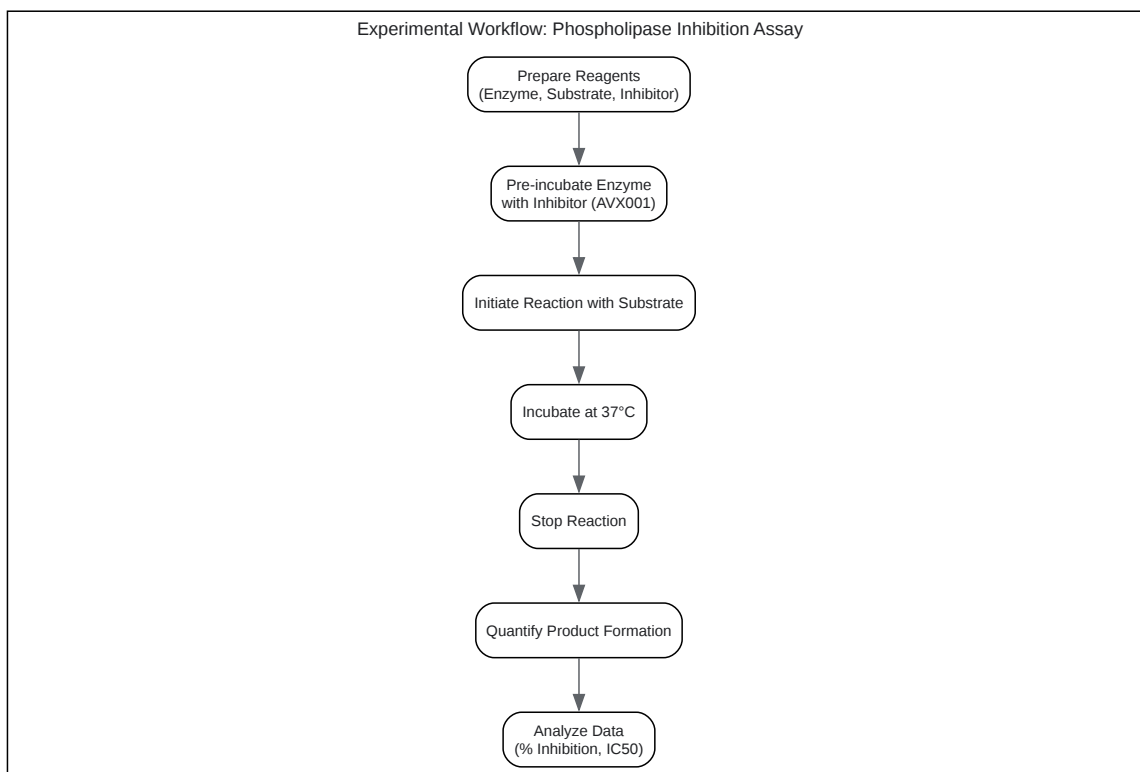 Experimental Workflow: Phospholipase Inhibition Assay
Prepare Reagents
(Enzyme, Substrate, Inhibitor)
Pre-incubate Enzyme
with Inhibitor (AVX001)
Initiate Reaction with Substrate
Incubate at 37°C
Stop Reaction
Quantify Product Formation
Analyze Data
(% Inhibition, IC50)